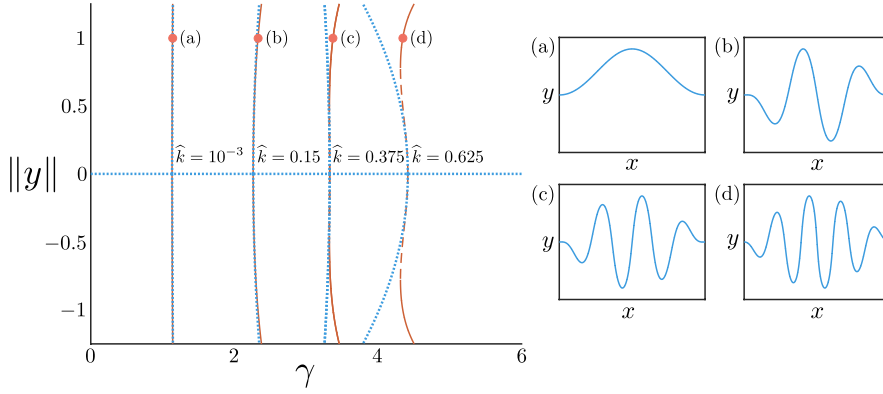 1
0.5
0
−0.5
−1
‖y‖
(a)
(b)
(c)
(d)
k̂ = 10⁻³
k̂ = 0.15
k̂ = 0.375
k̂ = 0.625
0
2
4
6
γ
(a)
y
x
(b)
y
x
(c)
y
x
(d)
y
x